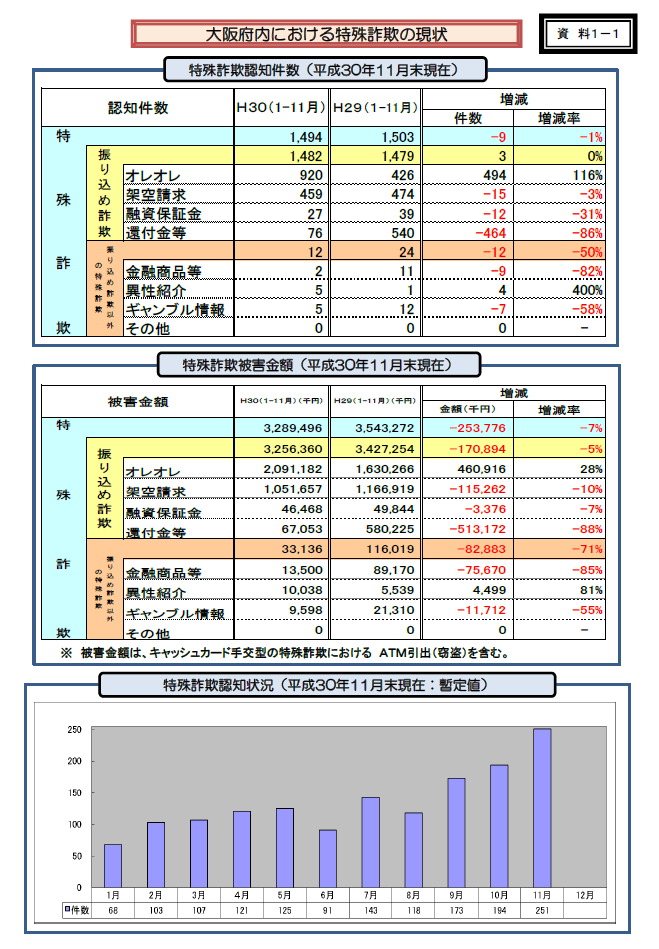 大阪府内における特殊詐欺の現状
資 料1－1
特殊詐欺認知件数（平成30年11月末現在）
認知件数 H30(1-11月) H29(1-11月) 増減
件数 増減率
特殊詐欺 1,494 1,503 -9 -1%
振り込め詐欺 1,482 1,479 3 0%
オレオレ 920 426 494 116%
架空請求 459 474 -15 -3%
融資保証金 27 39 -12 -31%
還付金等 76 540 -464 -86%
振り込め詐欺以外の特殊詐欺 12 24 -12 -50%
金融商品等 2 11 -9 -82%
異性紹介 5 1 4 400%
ギャンブル情報 5 12 -7 -58%
その他 0 0 0 －
特殊詐欺被害金額（平成30年11月末現在）
被害金額 H30(1-11月)(千円) H29(1-11月)(千円) 増減
金額(千円) 増減率
特殊詐欺 3,289,496 3,543,272 -253,776 -7%
振り込め詐欺 3,256,360 3,427,254 -170,894 -5%
オレオレ 2,091,182 1,630,266 460,916 28%
架空請求 1,051,657 1,166,919 -115,262 -10%
融資保証金 46,468 49,844 -3,376 -7%
還付金等 67,053 580,225 -513,172 -88%
振り込め詐欺以外の特殊詐欺 33,136 116,019 -82,883 -71%
金融商品等 13,500 89,170 -75,670 -85%
異性紹介 10,038 5,539 4,499 81%
ギャンブル情報 9,598 21,310 -11,712 -55%
その他 0 0 0 －
※ 被害金額は、キャッシュカード手交型の特殊詐欺における ATM引出(窃盗)を含む。
特殊詐欺認知状況（平成30年11月末現在：暫定値）
250
200
150
100
50
0
1月 2月 3月 4月 5月 6月 7月 8月 9月 10月 11月 12月
件数 68 103 107 121 125 91 143 118 173 194 251